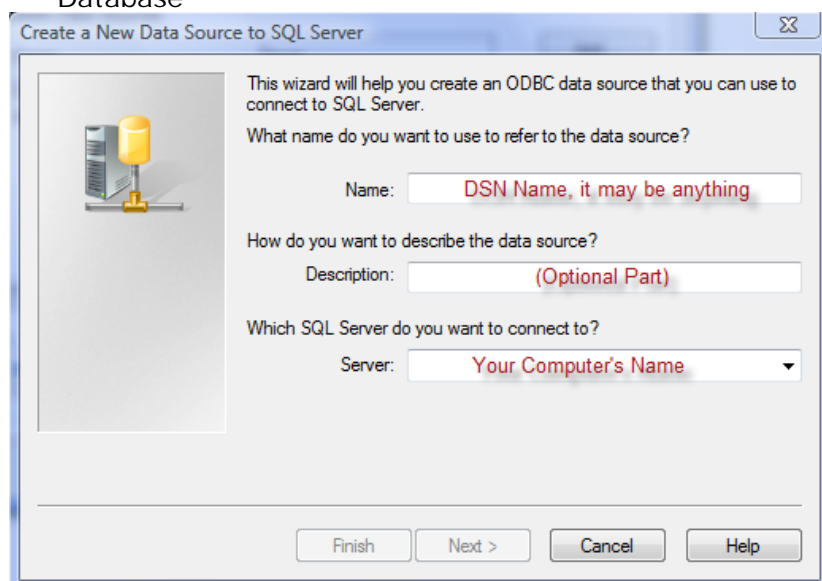 Database
Create a New Data Source to SQL Server
This wizard will help you create an ODBC data source that you can use to
connect to SQL Server.
What name do you want to use to refer to the data source?
Name: DSN Name, it may be anything
How do you want to describe the data source?
Description: (Optional Part)
Which SQL Server do you want to connect to?
Server: Your Computer's Name
Finish Next > Cancel Help